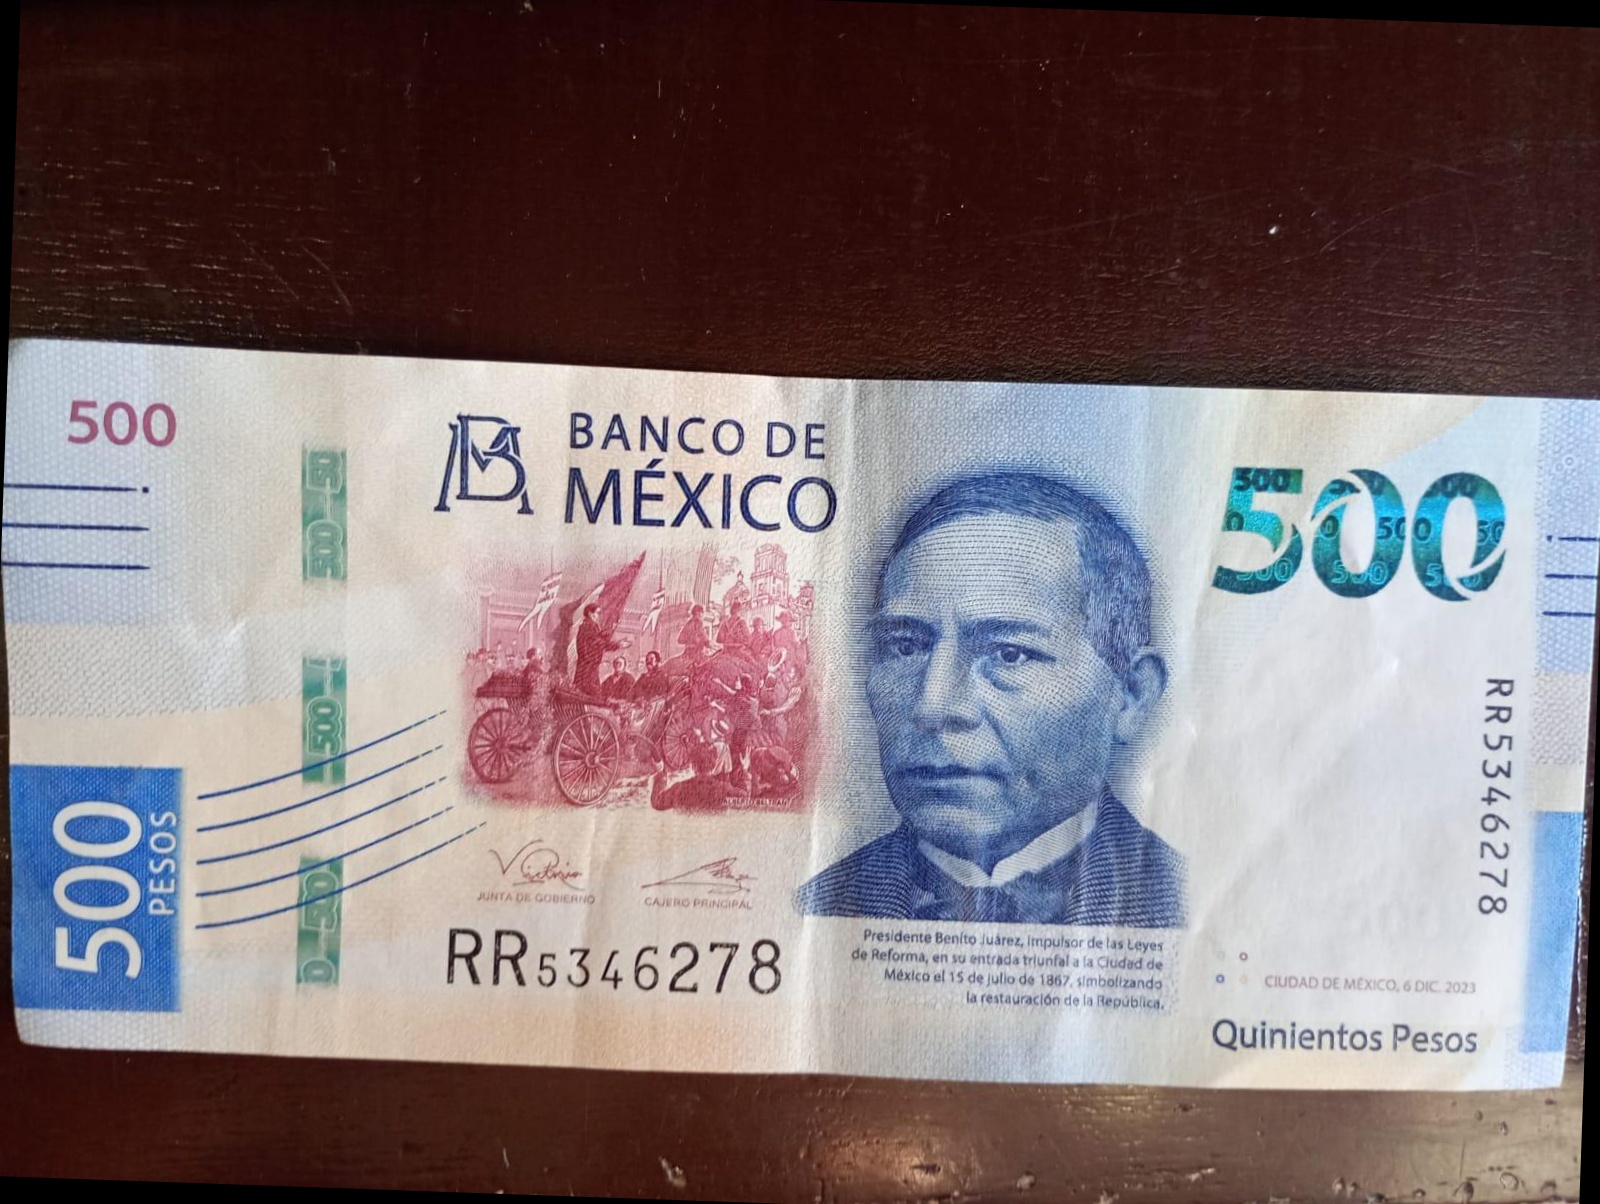 500
BANCO DE
MÉXICO
500
500
PESOS
JUNTA DE GOBIERNO
CAJERO PRINCIPAL
RR5346278
Presidente Benito Juárez, impulsor de las Leyes
de Reforma, en su entrada triunfal a la Ciudad de
México el 15 de julio de 1867, simbolizando
la restauración de la República.
RR5346278
CIUDAD DE MÉXICO, 6 DIC. 2023
Quinientos Pesos